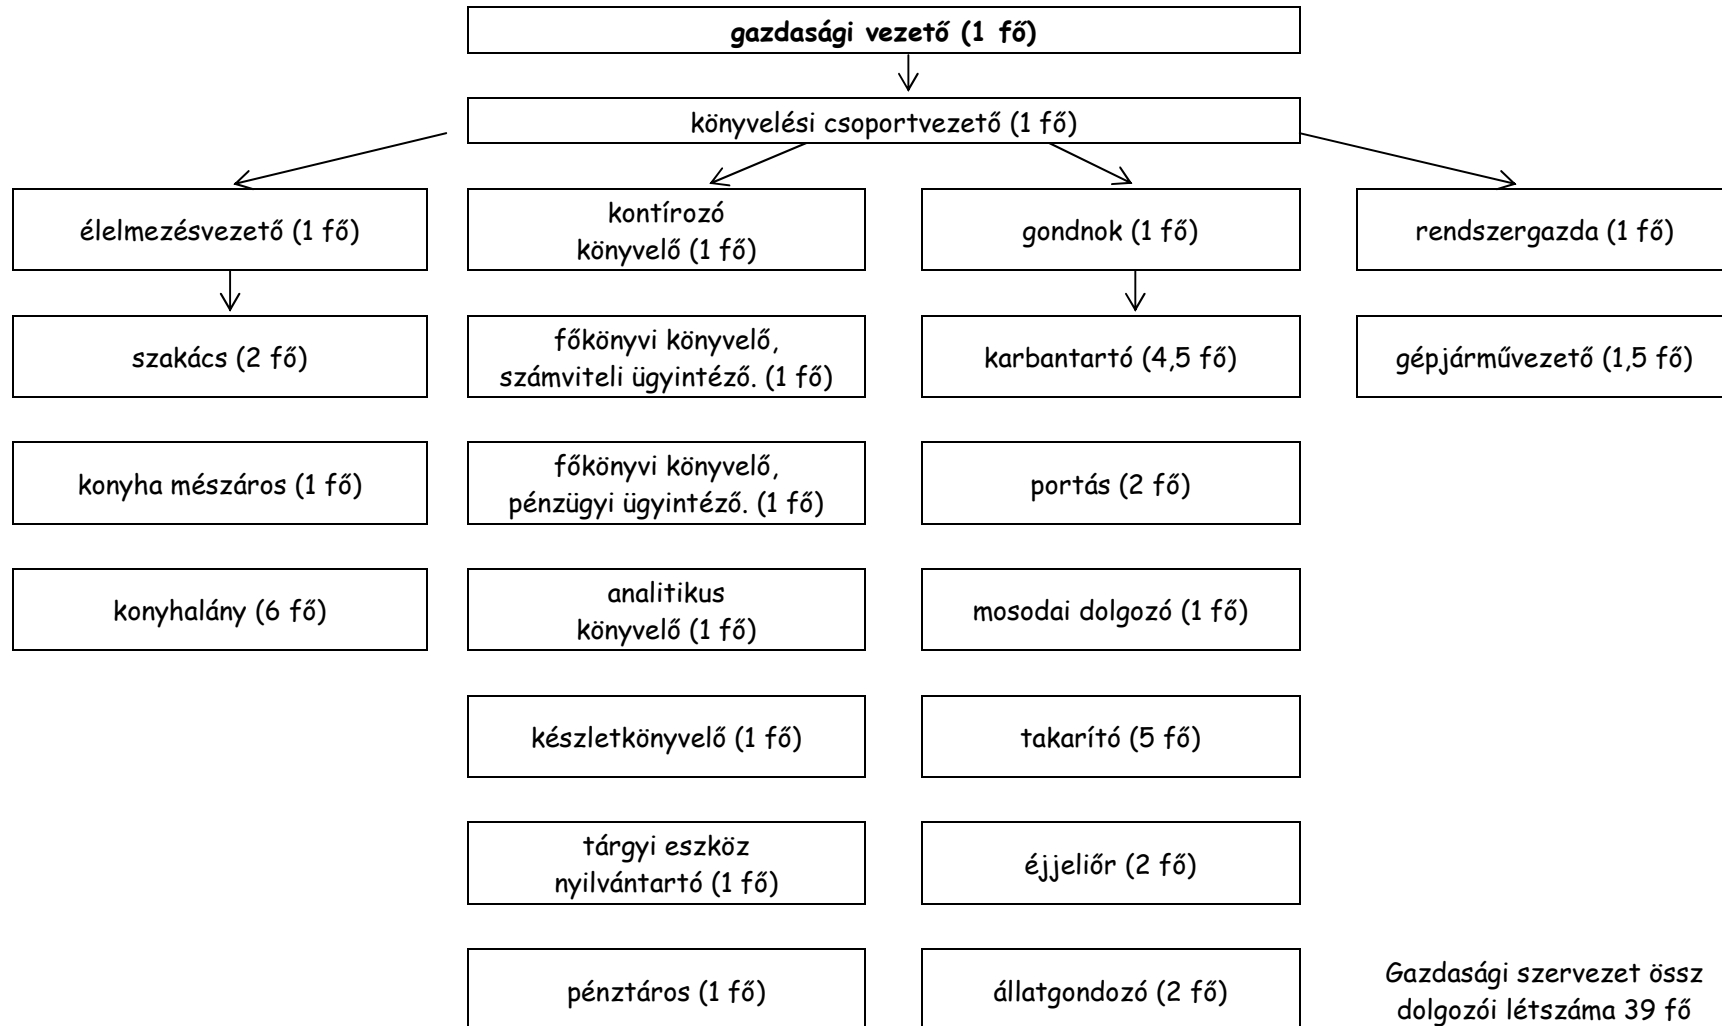 gazdasági vezető (1 fő)
könyvelési csoportvezető (1 fő)
élelmezésvezető (1 fő)
kontírozó
könyvelő (1 fő)
gondnok (1 fő)
rendszergazda (1 fő)
szakács (2 fő)
főkönyvi könyvelő,
számviteli ügyintéző. (1 fő)
karbantartó (4,5 fő)
gépjárművezető (1,5 fő)
konyha mészáros (1 fő)
főkönyvi könyvelő,
pénzügyi ügyintéző. (1 fő)
portás (2 fő)
konyhalány (6 fő)
analitikus
könyvelő (1 fő)
mosodai dolgozó (1 fő)
készletkönyvelő (1 fő)
takarító (5 fő)
tárgyi eszköz
nyilvántartó (1 fő)
éjjeliőr (2 fő)
pénztáros (1 fő)
állatgondozó (2 fő)
Gazdasági szervezet össz
dolgozói létszáma 39 fő